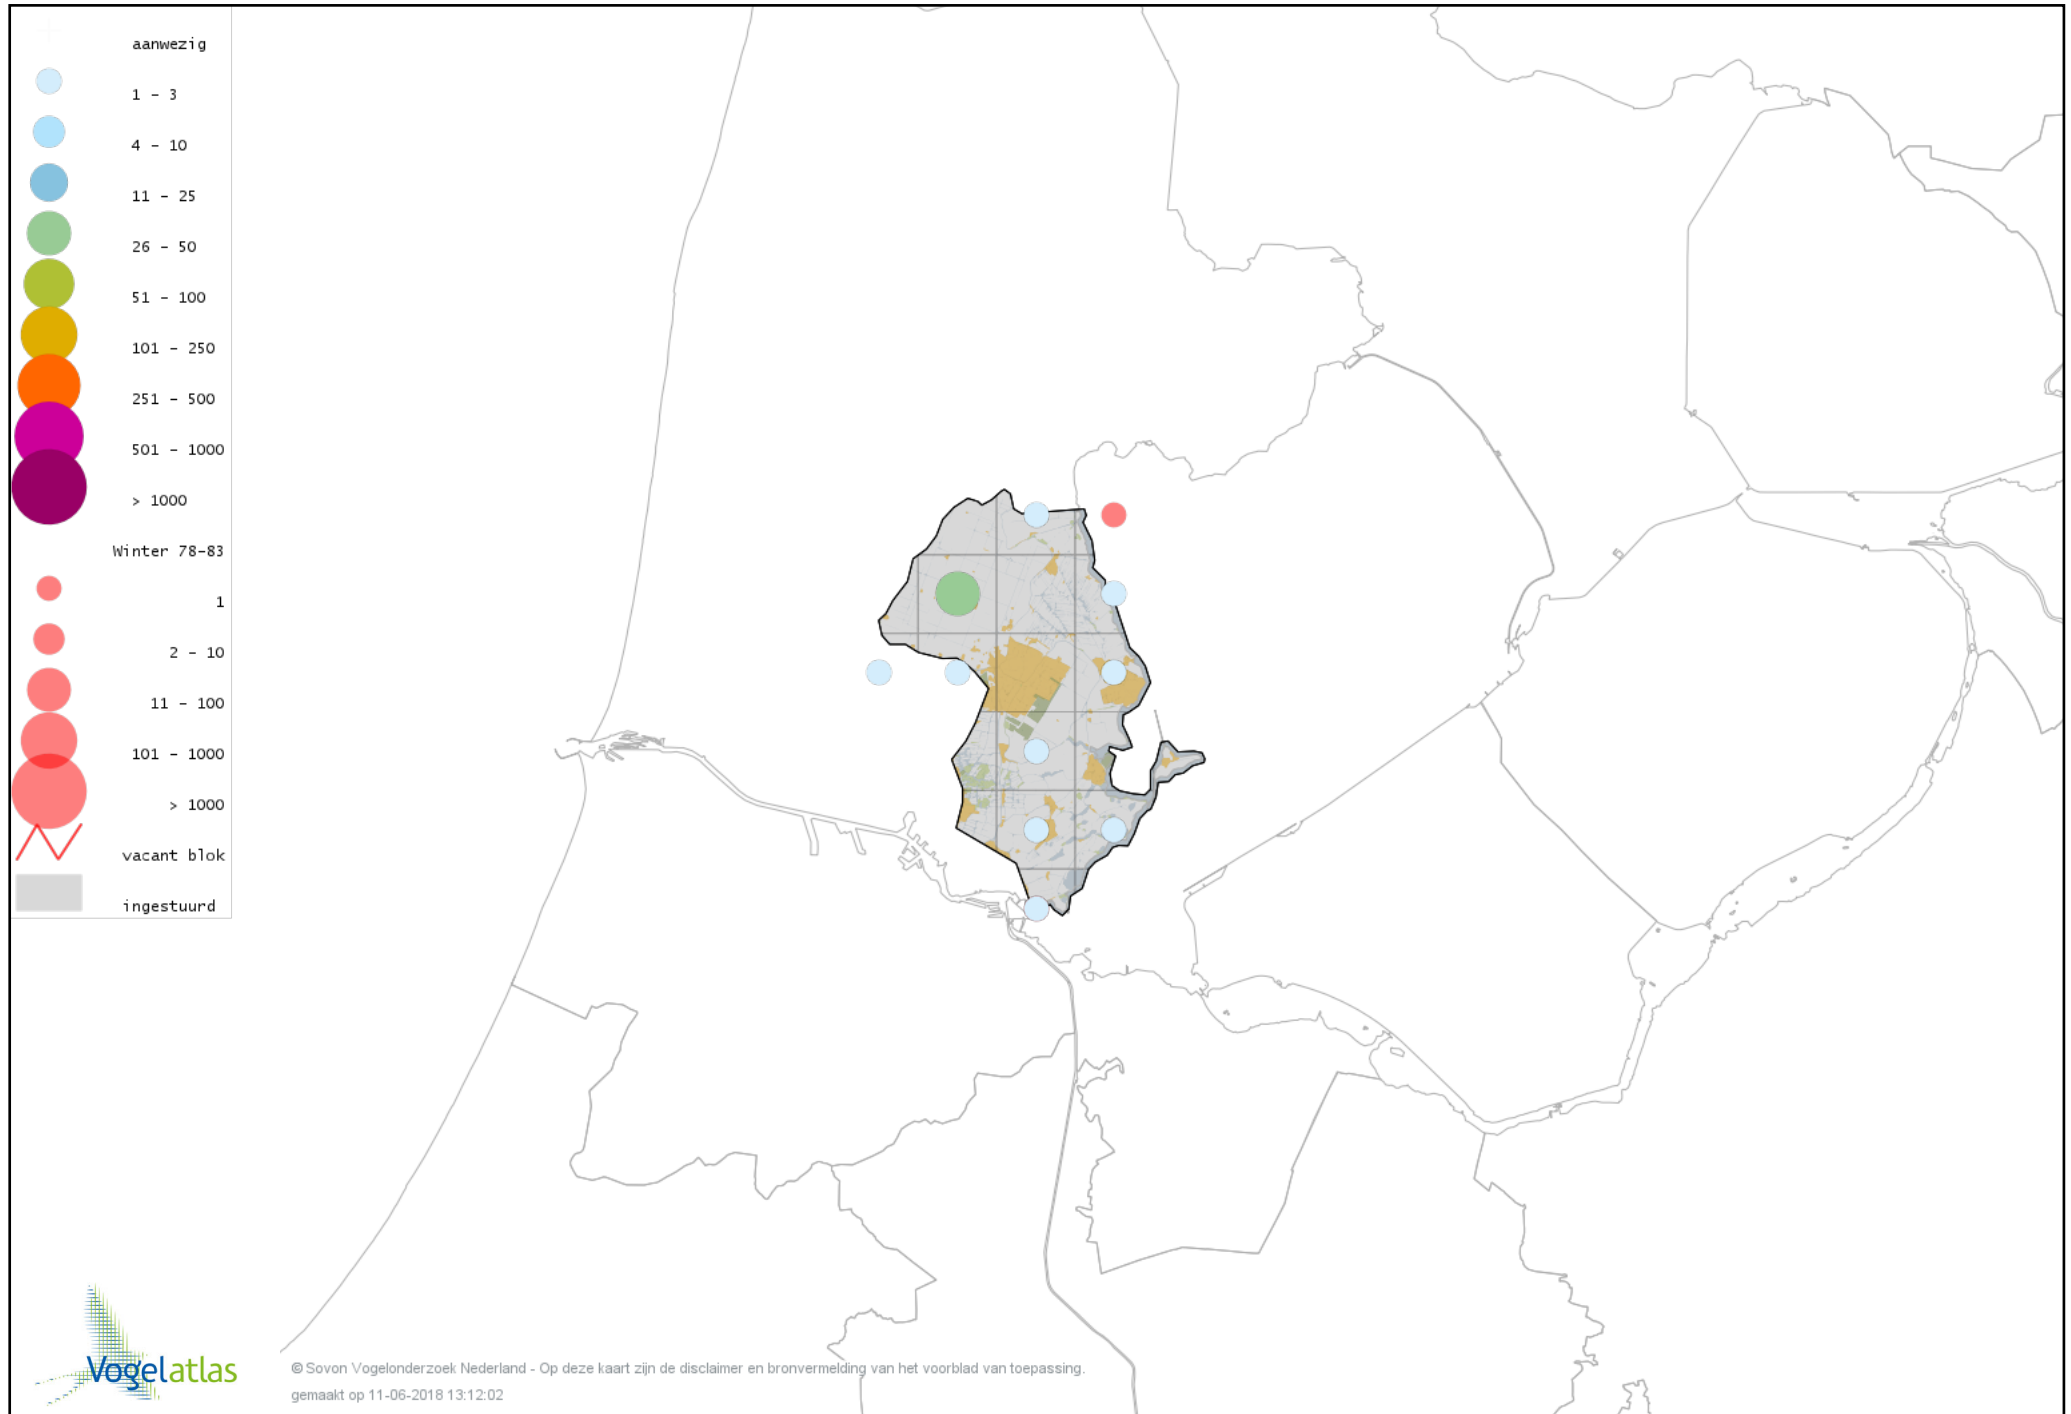 aanwezig
1 - 3
4 - 10
11 - 25
26 - 50
51 - 100
101 - 250
251 - 500
501 - 1000
> 1000
Winter 78-83
1
2 - 10
11 - 100
101 - 1000
> 1000
vacant blok
ingestuurd
Vogelatlas
© Sovon Vogelonderzoek Nederland - Op deze kaart zijn de disclaimer en bronvermelding van het voorblad van toepassing.
gemaakt op 11-06-2018 13:12:02